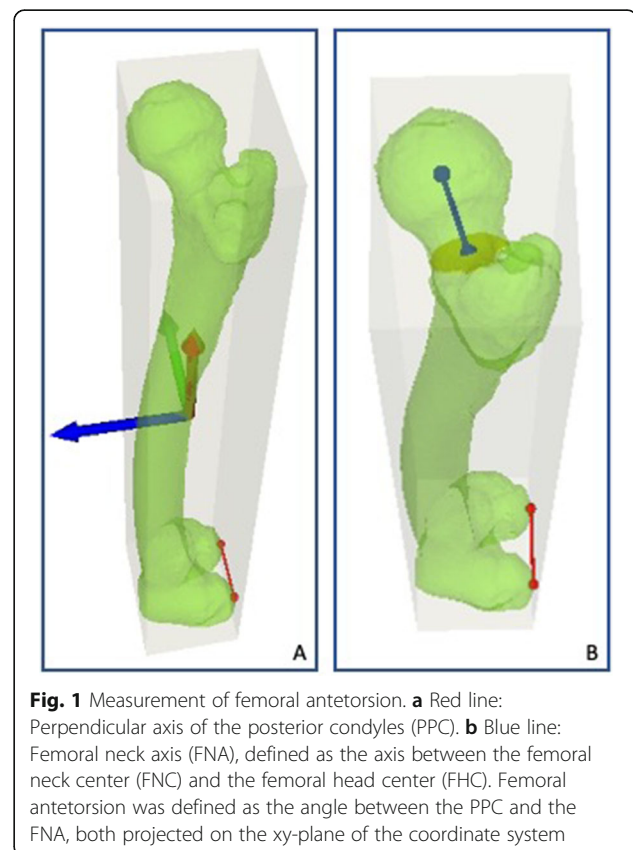 A
B
Fig. 1 Measurement of femoral antetorsion. a Red line:
Perpendicular axis of the posterior condyles (PPC). b Blue line:
Femoral neck axis (FNA), defined as the axis between the femoral
neck center (FNC) and the femoral head center (FHC). Femoral
antetorsion was defined as the angle between the PPC and the
FNA, both projected on the xy-plane of the coordinate system